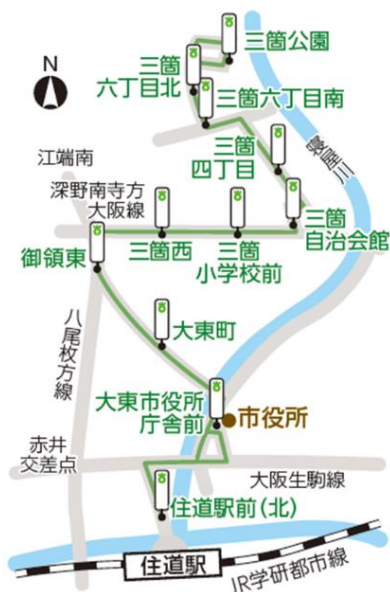 三箇公園
三箇
六丁目北
N
三箇六丁目南
江端南
三箇
四丁目
寝屋川
深野南寺方
大阪線
三箇
自治会館
御領東
三箇西
三箇
小学校前
八尾枚方線
大東町
大東市役所
庁舎前
市役所
赤井
交差点
大阪生駒線
住道駅前(北)
住道駅
JR学研都市線